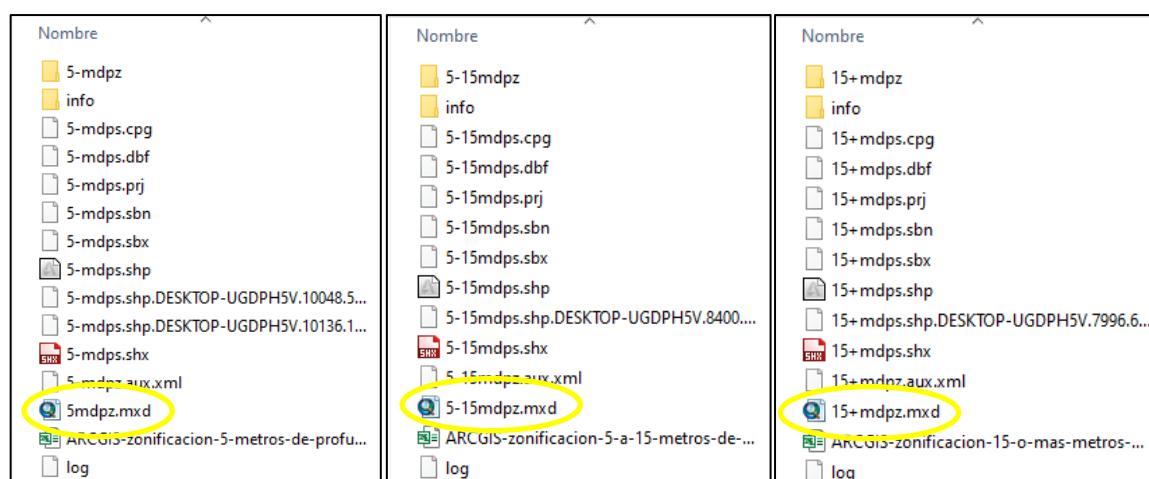 Nombre
5-mdpz
info
5-mdps.cpg
5-mdps.dbf
5-mdps.prj
5-mdps.sbn
5-mdps.sbx
5-mdps.shp
5-mdps.shp.DESKTOP-UGDPH5V.10048.5...
5-mdps.shp.DESKTOP-UGDPH5V.10136.1...
5-mdps.shx
5-mdpz.aux.xml
5mdpz.mxd
ARCGIS-zonificacion-5-metros-de-profu...
log
Nombre
5-15mdpz
info
5-15mdps.cpg
5-15mdps.dbf
5-15mdps.prj
5-15mdps.sbn
5-15mdps.sbx
5-15mdps.shp
5-15mdps.shp.DESKTOP-UGDPH5V.8400....
5-15mdps.shx
5-15mdpz.aux.xml
5-15mdpz.mxd
ARCGIS-zonificacion-5-a-15-metros-de-...
log
Nombre
15+mdpz
info
15+mdps.cpg
15+mdps.dbf
15+mdps.prj
15+mdps.sbn
15+mdps.sbx
15+mdps.shp
15+mdps.shp.DESKTOP-UGDPH5V.7996.6...
15+mdps.shx
15+mdpz.aux.xml
15+mdpz.mxd
ARCGIS-zonificacion-15-o-mas-metros-...
log